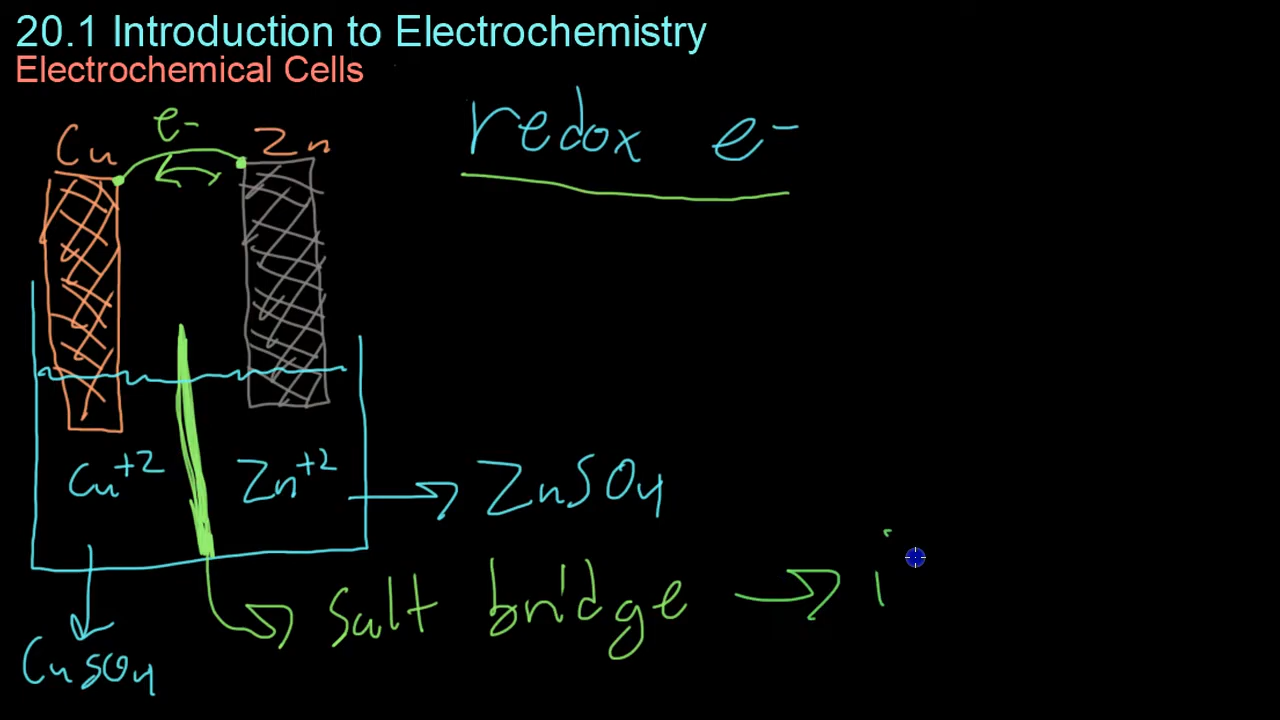 20.1 Introduction to Electrochemistry
Electrochemical Cells
redox e-
e-
Cu
Zn
Cu+2
Zn+2
ZnSO4
Salt bridge
i
CuSO4